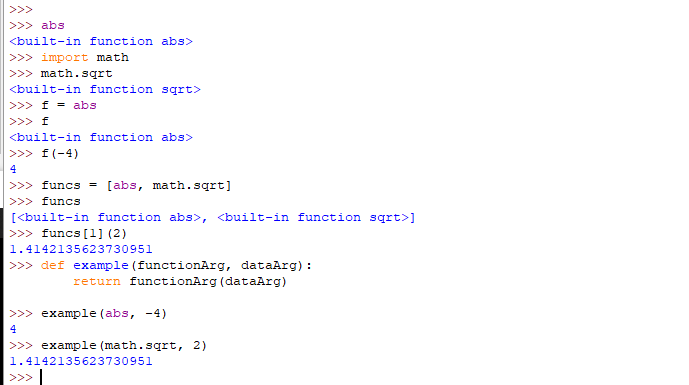 >>>
>>> abs
<built-in function abs>
>>> import math
>>> math.sqrt
<built-in function sqrt>
>>> f = abs
>>> f
<built-in function abs>
>>> f(-4)
4
>>> funcs = [abs, math.sqrt]
>>> funcs
[<built-in function abs>, <built-in function sqrt>]
>>> funcs[1](2)
1.4142135623730951
>>> def example(functionArg, dataArg):
        return functionArg(dataArg)

>>> example(abs, -4)
4
>>> example(math.sqrt, 2)
1.4142135623730951
>>>